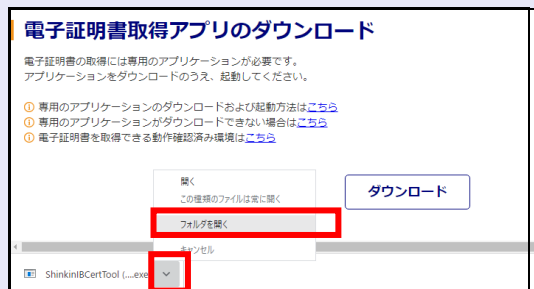 電子証明書取得アプリのダウンロード
電子証明書の取得には専用のアプリケーションが必要です。
アプリケーションをダウンロードのうえ、起動してください。
専用のアプリケーションのダウンロードおよび起動方法はこちら
専用のアプリケーションがダウンロードできない場合はこちら
電子証明書を取得できる動作確認済み環境はこちら
開く
この種類のファイルは常に開く
ダウンロード
フォルダを開く
キャンセル
ShinkinIBCertTool (....exe